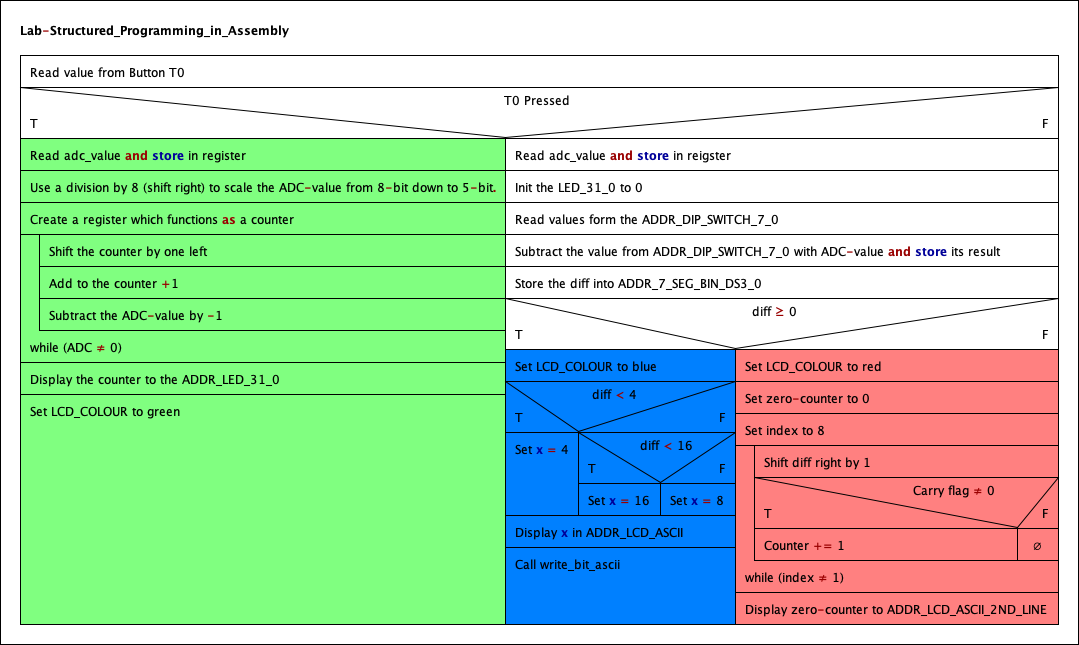 Lab-Structured_Programming_in_Assembly
Read value from Button T0
T0 Pressed
T
F
Read adc_value and store in register
Use a division by 8 (shift right) to scale the ADC-value from 8-bit down to 5-bit.
Create a register which functions as a counter
Shift the counter by one left
Add to the counter +1
Subtract the ADC-value by -1
while (ADC ≠ 0)
Display the counter to the ADDR_LED_31_0
Set LCD_COLOUR to green
Read adc_value and store in reigster
Init the LED_31_0 to 0
Read values form the ADDR_DIP_SWITCH_7_0
Subtract the value from ADDR_DIP_SWITCH_7_0 with ADC-value and store its result
Store the diff into ADDR_7_SEG_BIN_DS3_0
diff ≥ 0
T
F
Set LCD_COLOUR to blue
diff < 4
T
F
Set x = 4
diff < 16
T
F
Set x = 16
Set x = 8
Display x in ADDR_LCD_ASCII
Call write_bit_ascii
Set LCD_COLOUR to red
Set zero-counter to 0
Set index to 8
Shift diff right by 1
Carry flag ≠ 0
T
F
Counter += 1
∅
while (index ≠ 1)
Display zero-counter to ADDR_LCD_ASCII_2ND_LINE